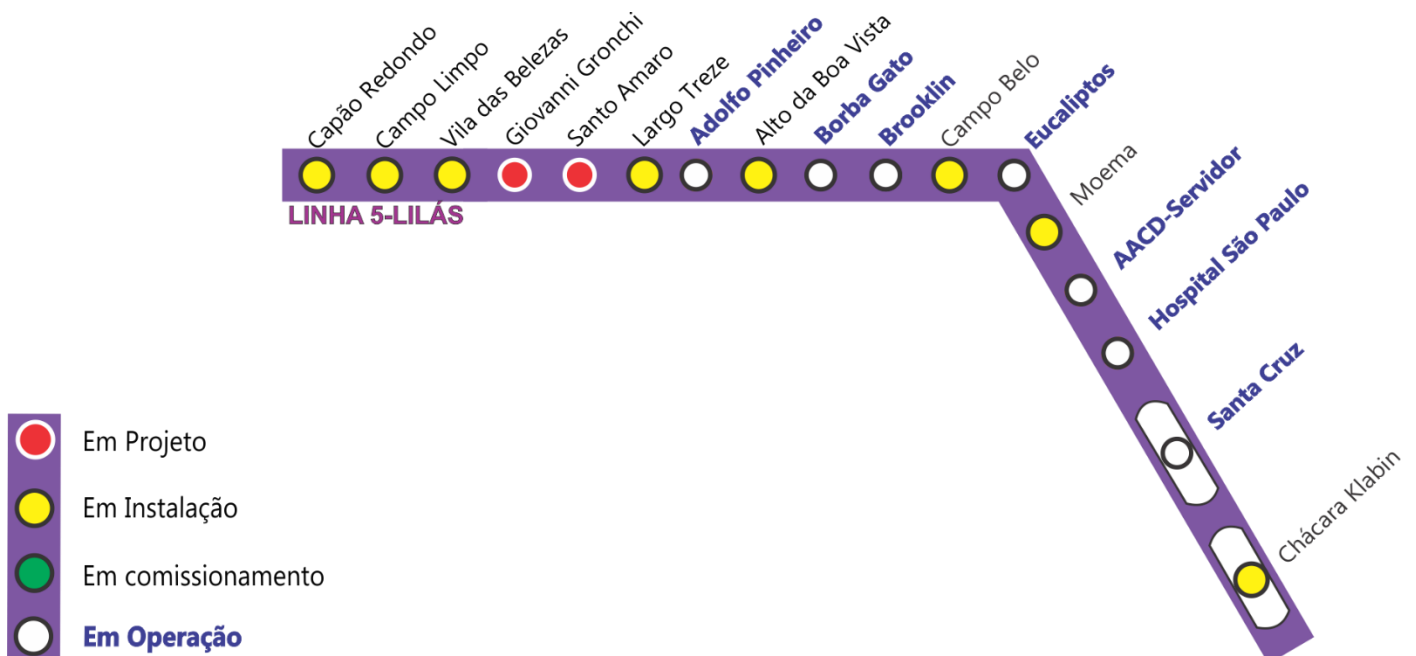 Capão Redondo
Campo Limpo
Vila das Belezas
Giovanni Gronchi
Santo Amaro
Largo Treze
Adolfo Pinheiro
Alto da Boa Vista
Borba Gato
Brooklin
Campo Belo
Eucaliptos
Moema
AACD-Servidor
Hospital São Paulo
Santa Cruz
Chácara Klabin
LINHA 5-LILÁS
Em Projeto
Em Instalação
Em comissionamento
Em Operação